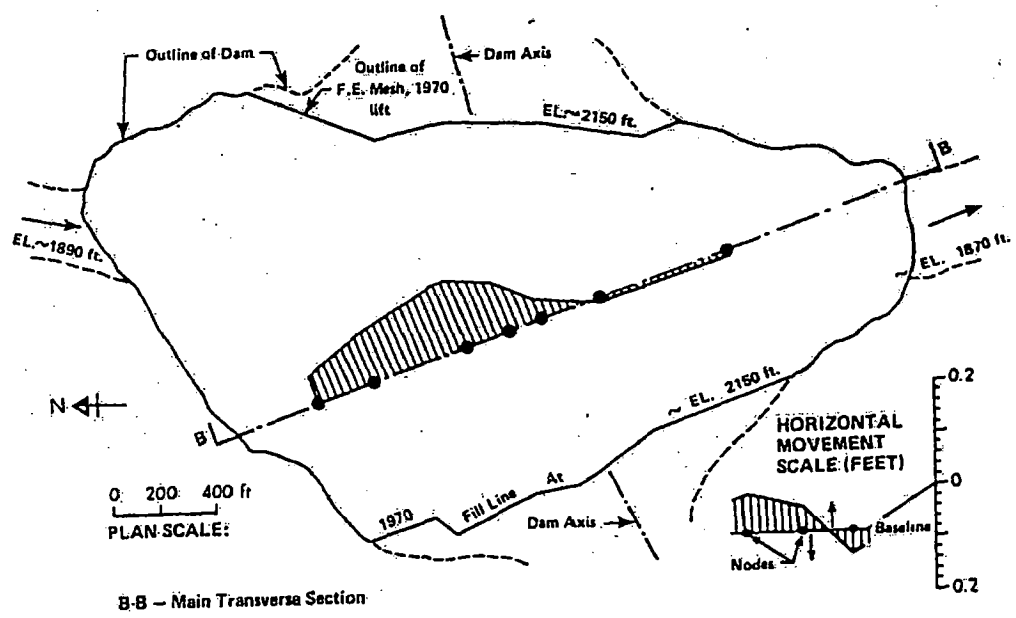 Outline of Dam
Dam Axis
Outline of
F.E. Mesh, 1970
lift
EL.~2150 ft.
B
EL.~1890 ft.
~ EL. 1870 ft.
N
~ EL. 2150 ft.
B
0 200 400 ft
PLAN SCALE:
1970 Fill Line At
Dam Axis
HORIZONTAL
MOVEMENT
SCALE (FEET)
0.2
0
0.2
Baseline
Nodes
B-B – Main Transverse Section